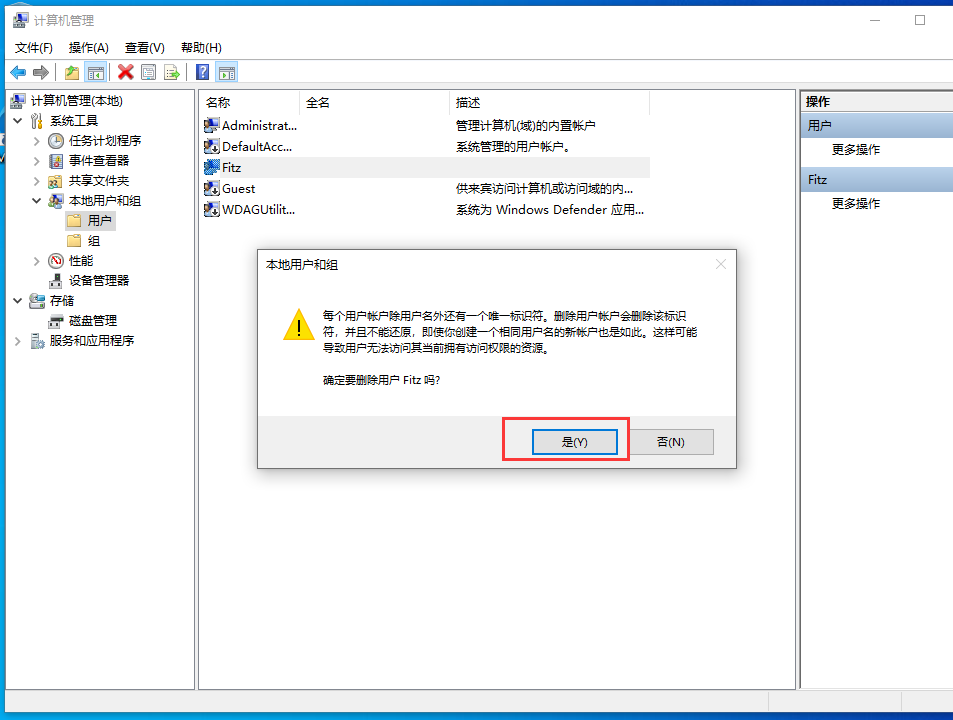 计算机管理
文件(F) 操作(A) 查看(V) 帮助(H)
计算机管理(本地)
系统工具
任务计划程序
事件查看器
共享文件夹
本地用户和组
用户
组
性能
设备管理器
存储
磁盘管理
服务和应用程序
名称 全名 描述
Administrat... 管理计算机(域)的内置帐户
DefaultAcc... 系统管理的用户帐户。
Fitz
Guest 供来宾访问计算机或访问域的内...
WDAGUtilit... 系统为 Windows Defender 应用...
操作
用户
更多操作
Fitz
更多操作
本地用户和组
每个用户帐户除用户名外还有一个唯一标识符。删除用户帐户会删除该标识
符，并且不能还原，即使你创建一个相同用户名的新帐户也是如此。这样可能
导致用户无法访问其当前拥有访问权限的资源。
确定要删除用户 Fitz 吗?
是(Y) 否(N)